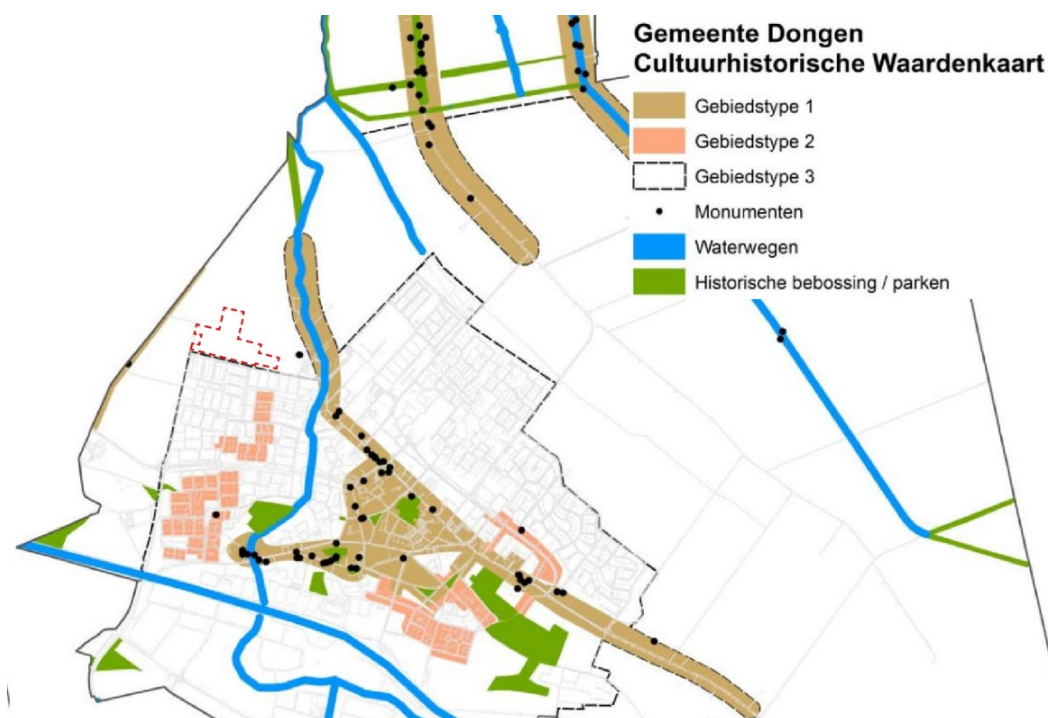 Gemeente Dongen
Cultuurhistorische Waardenkaart
Gebiedstype 1
Gebiedstype 2
Gebiedstype 3
Monumenten
Waterwegen
Historische bebossing / parken